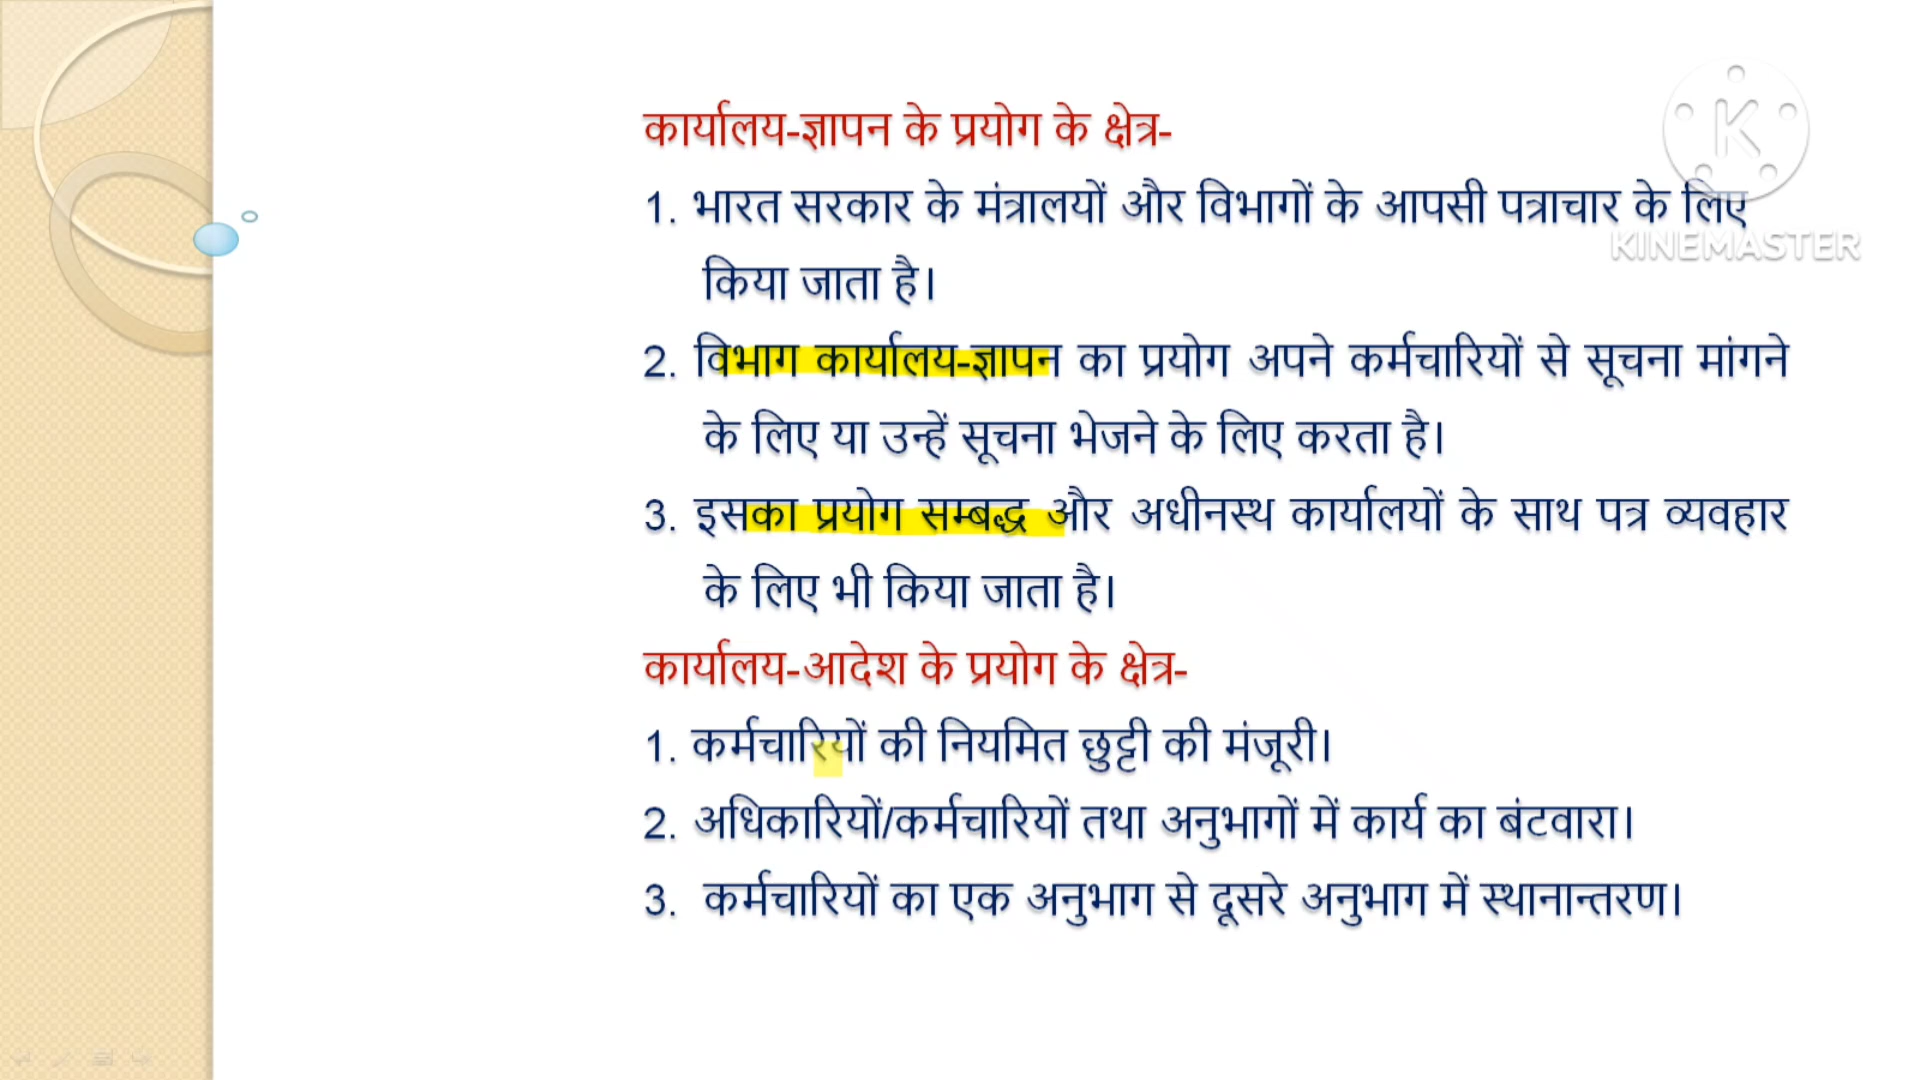 कार्यालय-ज्ञापन के प्रयोग के क्षेत्र-
1. भारत सरकार के मंत्रालयों और विभागों के आपसी पत्राचार के लिए
किया जाता है।
2. विभाग कार्यालय-ज्ञापन का प्रयोग अपने कर्मचारियों से सूचना मांगने
के लिए या उन्हें सूचना भेजने के लिए करता है।
3. इसका प्रयोग सम्बद्ध और अधीनस्थ कार्यालयों के साथ पत्र व्यवहार
के लिए भी किया जाता है।
कार्यालय-आदेश के प्रयोग के क्षेत्र-
1. कर्मचारियों की नियमित छुट्टी की मंजूरी।
2. अधिकारियों/कर्मचारियों तथा अनुभागों में कार्य का बंटवारा।
3. कर्मचारियों का एक अनुभाग से दूसरे अनुभाग में स्थानान्तरण।
K
KINEMASTER